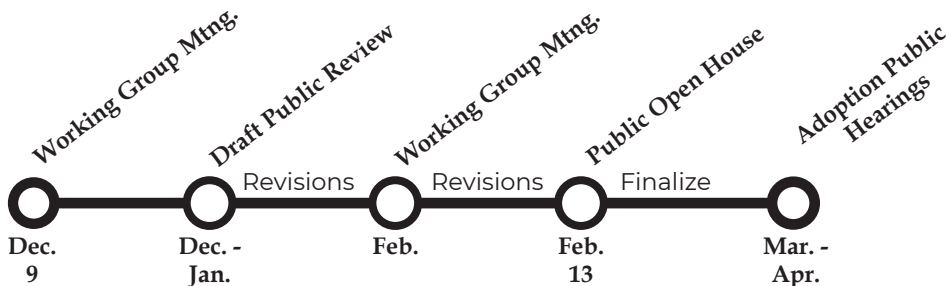 Working Group Mtng.
Draft Public Review
Working Group Mtng.
Public Open House
Adoption Public
Hearings
Revisions
Revisions
Finalize
Dec.
9
Dec. -
Jan.
Feb.
Feb.
13
Mar. -
Apr.